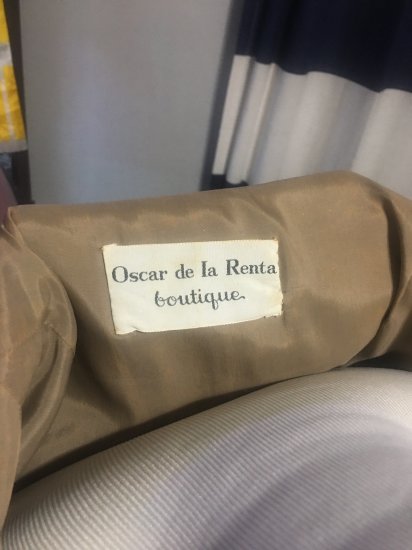 Oscar de la Renta
boutique